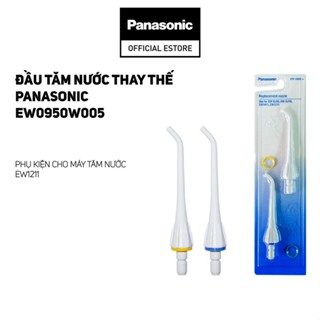 Panasonic
OFFICIAL ESTORE
ĐẦU TĂM NƯỚC THAY THẾ
PANASONIC
EW0950W005
PHỤ KIỆN CHO MÁY TĂM NƯỚC
EW1211
Panasonic
Replacement nozzle